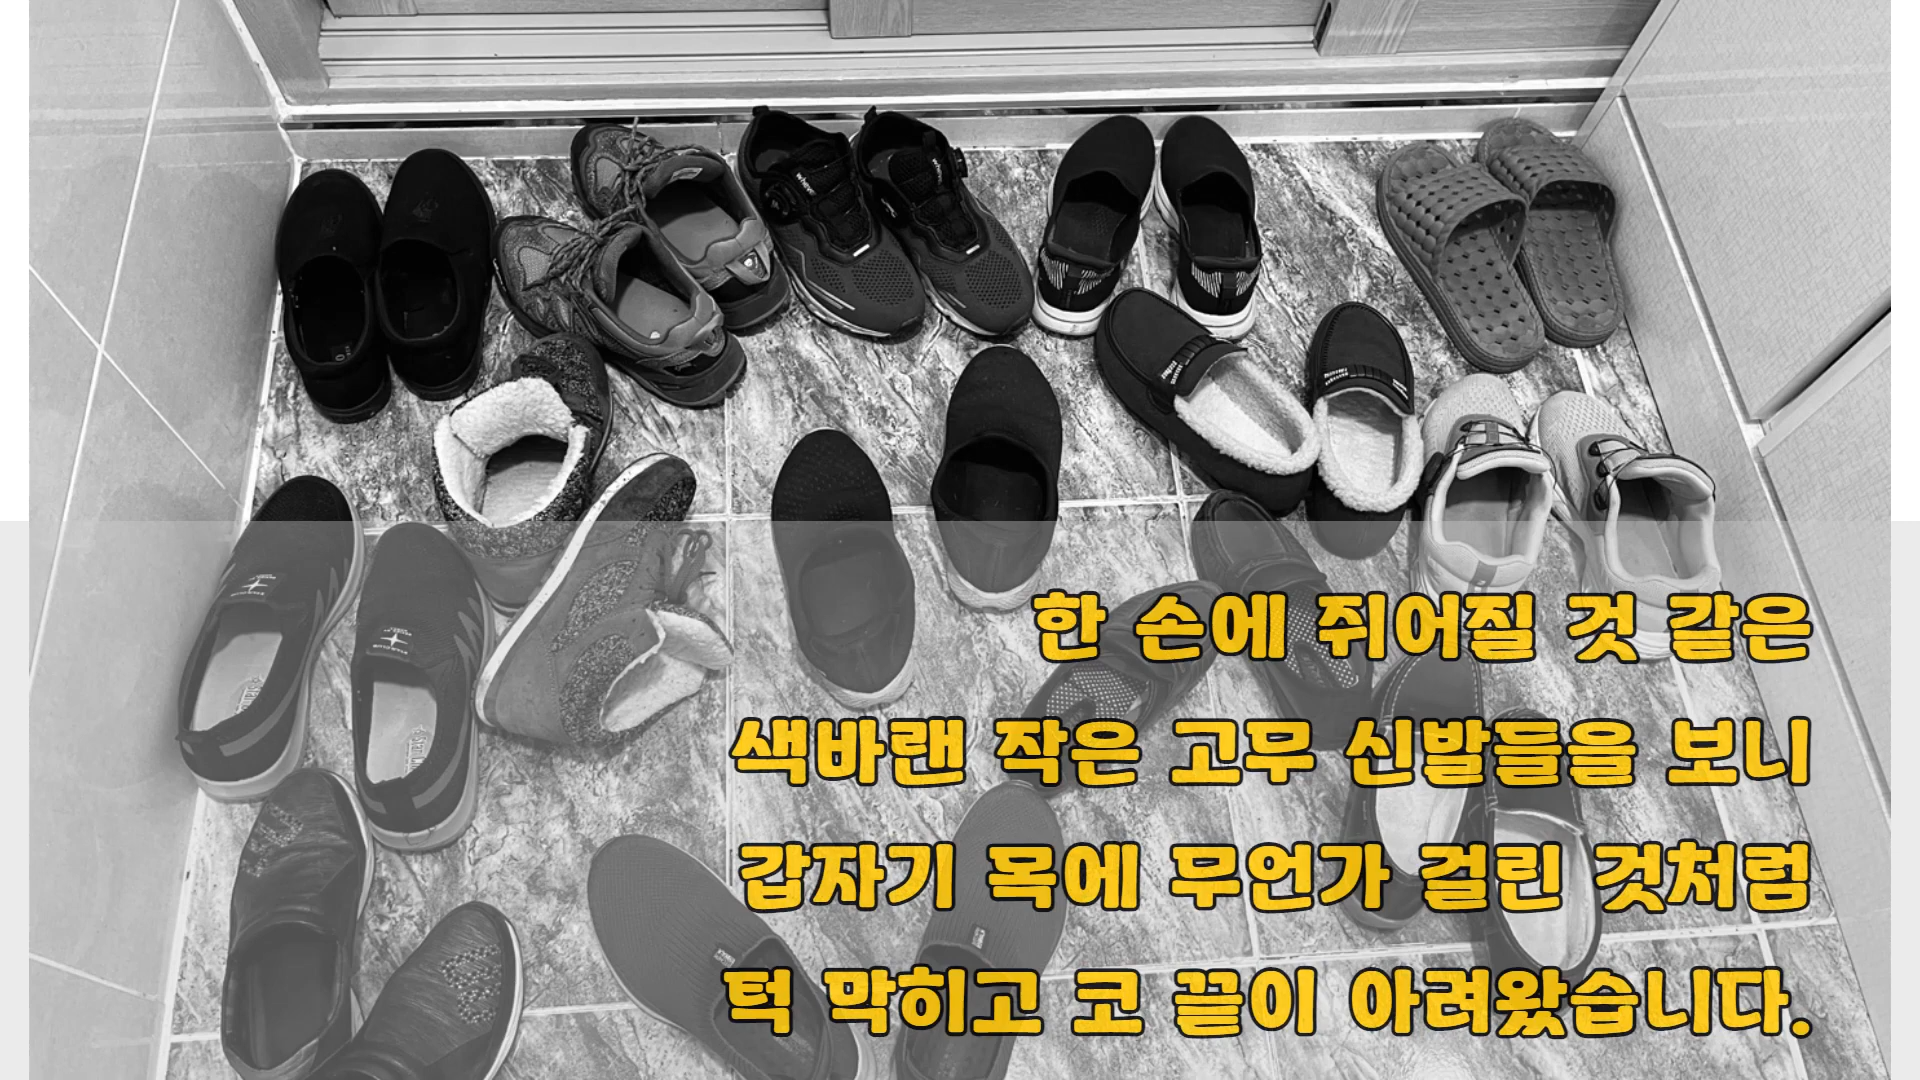 한 손에 쥐어질 것 같은
색바랜 작은 고무 신발들을 보니
갑자기 목에 무언가 걸린 것처럼
턱 막히고 코 끝이 아려왔습니다.